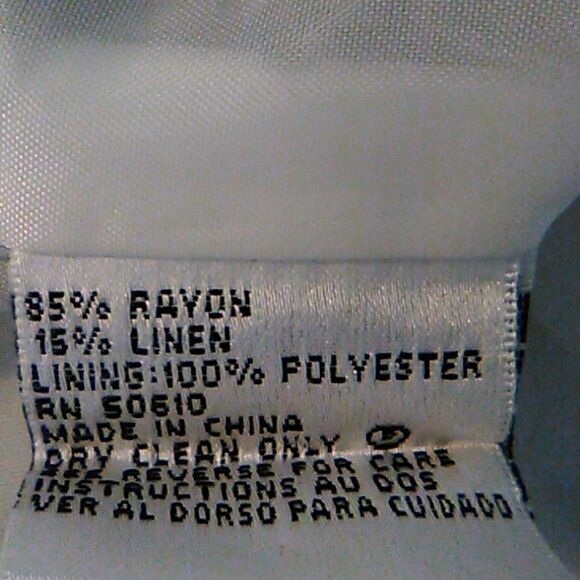 85% RAYON
15% LINEN
LINING:100% POLYESTER
RN 50610
MADE IN CHINA
DRY CLEAN ONLY
SEE REVERSE FOR CARE
INSTRUCTIONS AU DOS
VER AL DORSO PARA CUIDADO